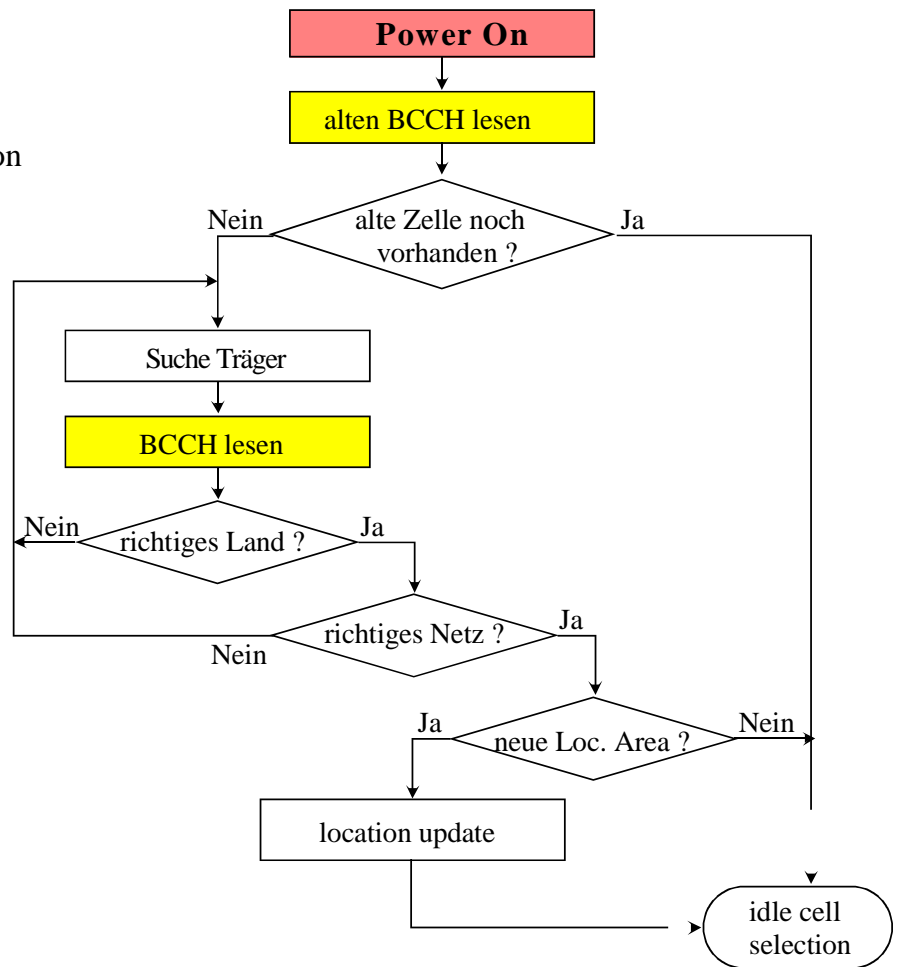 Power On
alten BCCH lesen
on
Nein
alte Zelle noch
vorhanden ?
Ja
Suche Träger
BCCH lesen
Nein
richtiges Land ?
Ja
richtiges Netz ?
Ja
Nein
Ja
neue Loc. Area ?
Nein
location update
idle cell
selection